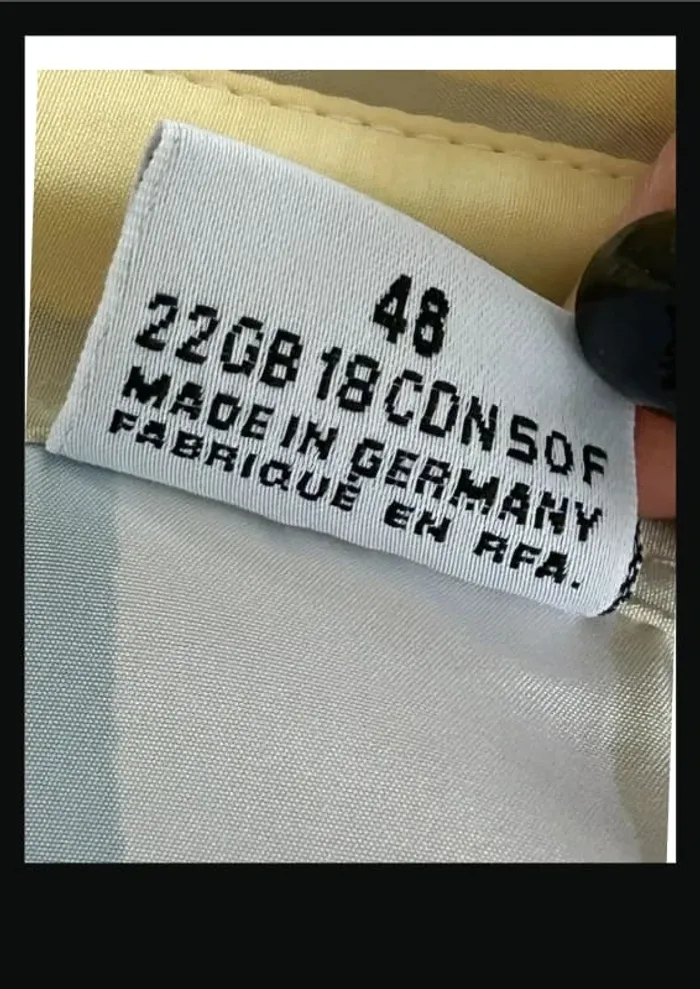 48
22GB 18CDN 50F
MADE IN GERMANY
FABRIQUÉ EN RFA.